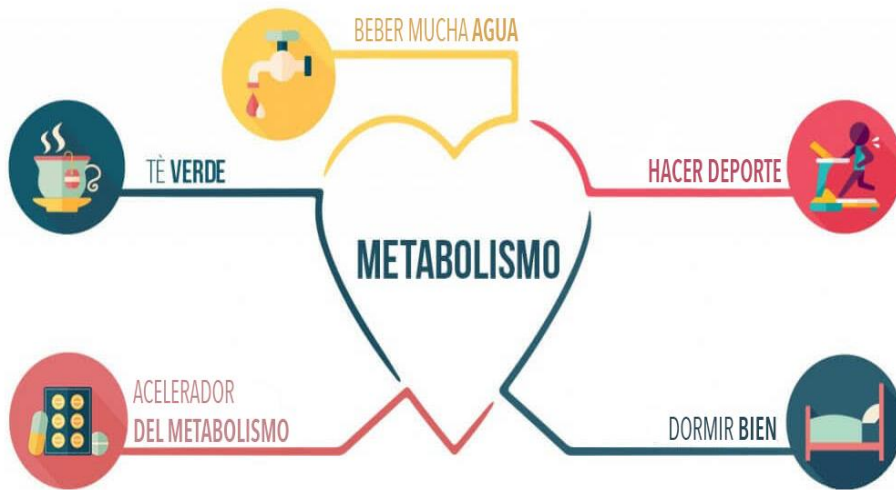 BEBER MUCHA AGUA
TÈ VERDE
HACER DEPORTE
METABOLISMO
ACELERADOR
DEL METABOLISMO
DORMIR BIEN